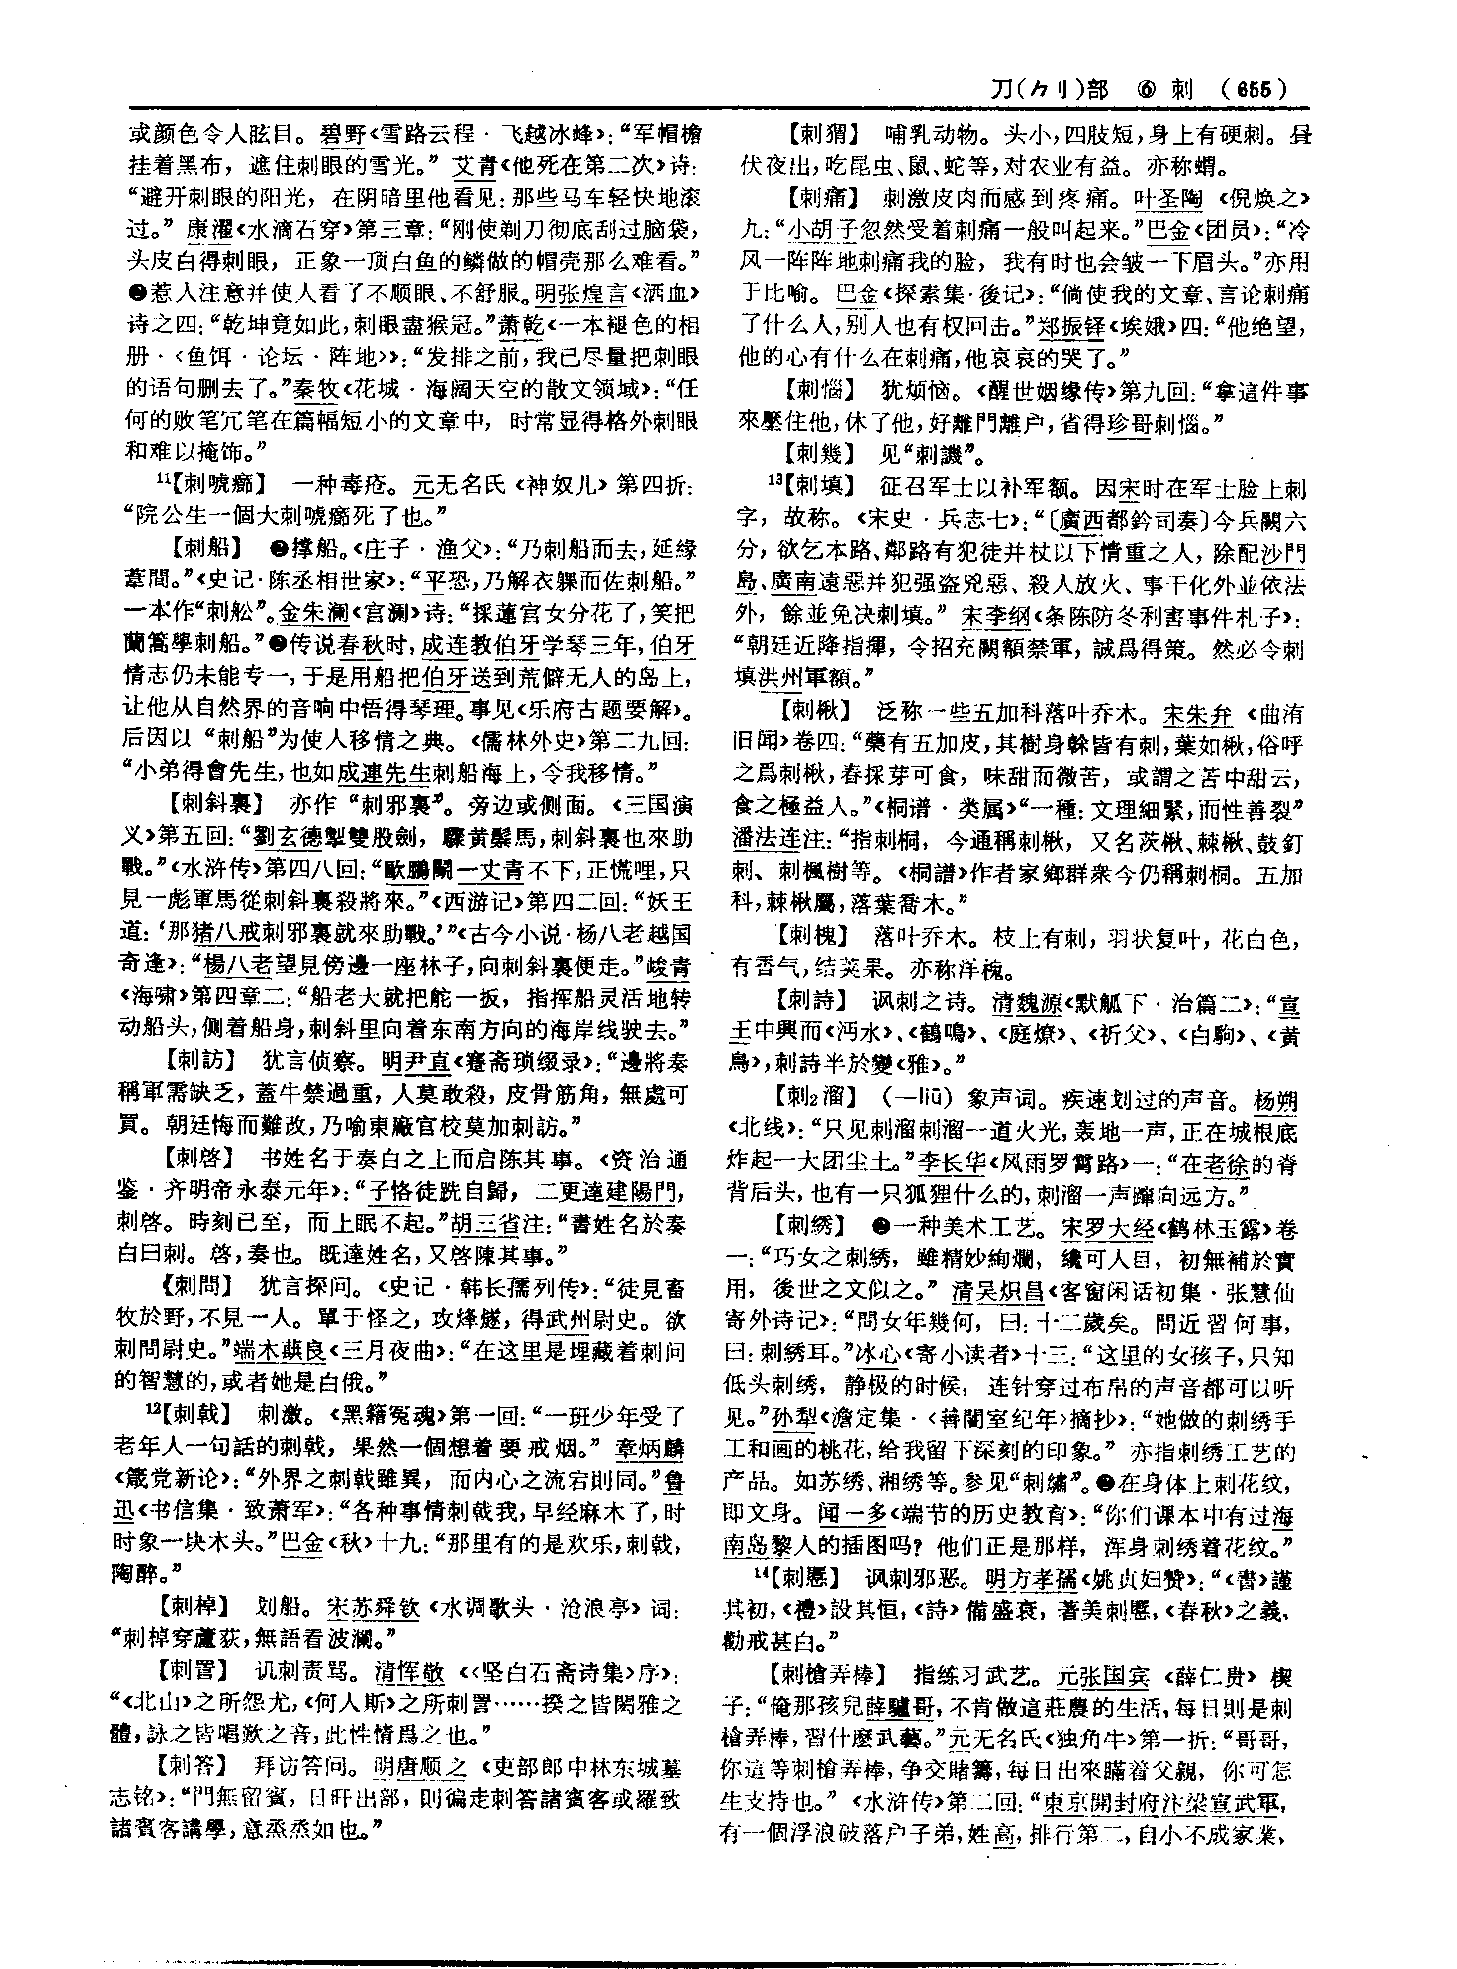 刀(⺈刂)部 ⑥ 刺 (655)
或颜色令人眩目。碧野《雪路云程·飞越冰峰》：“军帽檐
挂着黑布，遮住刺眼的雪光。”艾青《他死在第二次》诗：
“避开刺眼的阳光，在阴暗里他看见：那些马车轻快地滚
过。”康濯《水滴石穿》第三章：“刚使剃刀彻底刮过脑袋，
头皮白得刺眼，正象一顶白鱼的鳞做的帽壳那么难看。”
❷惹人注意并使人看了不顺眼、不舒服。明张煌言《洒血》
诗之四：“乾坤竟如此，刺眼盡猴冠。”萧乾《一本褪色的相
册·〈鱼饵·论坛·阵地〉》：“发排之前，我已尽量把刺眼
的语句删去了。”秦牧《花城·海阔天空的散文领域》：“任
何的败笔冗笔在篇幅短小的文章中，时常显得格外刺眼
和难以掩饰。”
11【刺唬癤】 一种毒疮。元无名氏《神奴儿》第四折：
“院公生一個大刺唬癤死了也。”
【刺船】 ❶撑船。《庄子·渔父》：“乃刺船而去，延缘
葦間。”《史记·陈丞相世家》：“平恐，乃解衣躶而佐刺船。”
一本作“刺舩”。金朱澜《宫澜》诗：“採蓮宫女分花了，笑把
蘭篙學刺船。”❷传说春秋时，成连教伯牙学琴三年，伯牙
情志仍未能专一，于是用船把伯牙送到荒僻无人的岛上，
让他从自然界的音响中悟得琴理。事见《乐府古题要解》。
后因以“刺船”为使人移情之典。《儒林外史》第二九回：
“小弟得會先生，也如成連先生刺船海上，令我移情。”
【刺斜裏】 亦作“刺邪裏”。旁边或侧面。《三国演
义》第五回：“劉玄德掣雙股劍，驟黄鬃馬，刺斜裏也來助
戰。”《水浒传》第四八回：“歐鵬鬭一丈青不下，正慌哩，只
見一彪軍馬從刺斜裏殺將來。”《西游记》第四二回：“妖王
道：‘那猪八戒刺邪裏就來助戰。’”《古今小说·杨八老越国
奇逢》：“楊八老望見傍邊一座林子，向刺斜裏便走。”峻青
《海啸》第四章二：“船老大就把舵一扳，指挥船灵活地转
动船头，侧着船身，刺斜里向着东南方向的海岸线驶去。”
【刺訪】 犹言侦察。明尹直《蹇斋琐缀录》：“邊將奏
稱軍需缺乏，蓋牛禁過重，人莫敢殺，皮骨筋角，無處可
買。朝廷悔而難改，乃喻東廠官校莫加刺訪。”
【刺啓】 书姓名于奏白之上而启陈其事。《资治通
鉴·齐明帝永泰元年》：“子恪徒跣自歸，二更達建陽門，
刺啓。時刻已至，而上眠不起。”胡三省注：“書姓名於奏
白曰刺。啓，奏也。既達姓名，又啓陳其事。”
【刺問】 犹言探问。《史记·韩长孺列传》：“徒見畜
牧於野，不見一人。單于怪之，攻烽燧，得武州尉史。欲
刺問尉史。”端木蕻良《三月夜曲》：“在这里是埋藏着刺问
的智慧的，或者她是白俄。”
12【刺戟】 刺激。《黑籍冤魂》第一回：“一班少年受了
老年人一句話的刺戟，果然一個想着要戒烟。”章炳麟
《箴党新论》：“外界之刺戟雖異，而内心之流宕則同。”鲁
迅《书信集·致萧军》：“各种事情刺戟我，早经麻木了，时
时象一块木头。”巴金《秋》十九：“那里有的是欢乐，刺戟，
陶醉。”
【刺棹】 划船。宋苏舜钦《水调歌头·沧浪亭》词：
“刺棹穿蘆荻，無語看波瀾。”
【刺詈】 讥刺责骂。清恽敬《〈坚白石斋诗集〉序》：
“《北山》之所怨尤，《何人斯》之所刺詈……揆之皆閎雅之
體，詠之皆唱歎之音，此性情爲之也。”
【刺答】 拜访答问。明唐顺之《吏部郎中林东城墓
志铭》：“門無留賓，日旰出部，則徧走刺答諸賓客或羅致
諸賓客講學，意烝烝如也。”
【刺猬】 哺乳动物。头小，四肢短，身上有硬刺。昼
伏夜出，吃昆虫、鼠、蛇等，对农业有益。亦称蝟。
【刺痛】 刺激皮肉而感到疼痛。叶圣陶《倪焕之》
九：“小胡子忽然受着刺痛一般叫起来。”巴金《团员》：“冷
风一阵阵地刺痛我的脸，我有时也会皱一下眉头。”亦用
于比喻。巴金《探索集·後记》：“倘使我的文章、言论刺痛
了什么人，别人也有权回击。”郑振铎《埃娥》四：“他绝望，
他的心有什么在刺痛，他哀哀的哭了。”
【刺惱】 犹烦恼。《醒世姻缘传》第九回：“拿這件事
來壓住他，休了他，好離門離户，省得珍哥刺惱。”
【刺幾】 见“刺譏”。
13【刺填】 征召军士以补军额。因宋时在军士脸上刺
字，故称。《宋史·兵志七》：“〔廣西都鈐司奏〕今兵闕六
分，欲乞本路、鄰路有犯徒并杖以下情重之人，除配沙門
島、廣南遠惡并犯强盗兇惡、殺人放火、事干化外並依法
外，餘並免决刺填。”宋李纲《条陈防冬利害事件札子》：
“朝廷近降指揮，令招充闕額禁軍，誠爲得策。然必令刺
填洪州軍額。”
【刺楸】 泛称一些五加科落叶乔木。宋朱弁《曲洧
旧闻》卷四：“藥有五加皮，其樹身榦皆有刺，葉如楸，俗呼
之爲刺楸，春採芽可食，味甜而微苦，或謂之苦中甜云，
食之極益人。”《桐谱·类属》“一種：文理細緊，而性善裂”
潘法连注：“指刺桐，今通稱刺楸，又名茨楸、棘楸、鼓釘
刺、刺楓樹等。《桐譜》作者家鄉群衆今仍稱刺桐。五加
科，棘楸屬，落葉喬木。”
【刺槐】 落叶乔木。枝上有刺，羽状复叶，花白色，
有香气，结荚果。亦称洋槐。
【刺詩】 讽刺之诗。清魏源《默觚下·治篇二》：“宣
王中興而《沔水》、《鶴鳴》、《庭燎》、《祈父》、《白駒》、《黄
鳥》，刺詩半於變《雅》。”
【刺₂溜】 （—liū）象声词。疾速划过的声音。杨朔
《北线》：“只见刺溜刺溜一道火光，轰地一声，正在城根底
炸起一大团尘土。”李长华《风雨罗霄路》一：“在老徐的脊
背后头，也有一只狐狸什么的，刺溜一声蹿向远方。”
【刺绣】 ❶一种美术工艺。宋罗大经《鹤林玉露》卷
一：“巧女之刺綉，雖精妙絢爛，纔可人目，初無補於實
用，後世之文似之。”清吴炽昌《客窗闲话初集·张慧仙
寄外诗记》：“問女年幾何，曰：十二歲矣。問近習何事，
曰：刺綉耳。”冰心《寄小读者》十三：“这里的女孩子，只知
低头刺绣，静极的时候，连针穿过布帛的声音都可以听
见。”孙犁《澹定集·〈善闇室纪年〉摘抄》：“她做的刺绣手
工和画的桃花，给我留下深刻的印象。”亦指刺绣工艺的
产品。如苏绣、湘绣等。参见“刺繡”。❷在身体上刺花纹，
即文身。闻一多《端节的历史教育》：“你们课本中有过海
南岛黎人的插图吗？他们正是那样，浑身刺绣着花纹。”
14【刺慝】 讽刺邪恶。明方孝孺《姚贞妇赞》：“《書》謹
其初，《禮》設其恒，《詩》備盛衰，著美刺慝，《春秋》之義，
勸戒甚白。”
【刺槍弄棒】 指练习武艺。元张国宾《薛仁贵》楔
子：“俺那孩兒薛驢哥，不肯做這莊農的生活，每日則是刺
槍弄棒，習什麽武藝。”元无名氏《独角牛》第一折：“哥哥，
你這等刺槍弄棒，争交賭籌，每日出來瞞着父親，你可怎
生支持也。”《水浒传》第二回：“東京開封府汴梁宣武軍，
有一個浮浪破落户子弟，姓高，排行第二，自小不成家業，